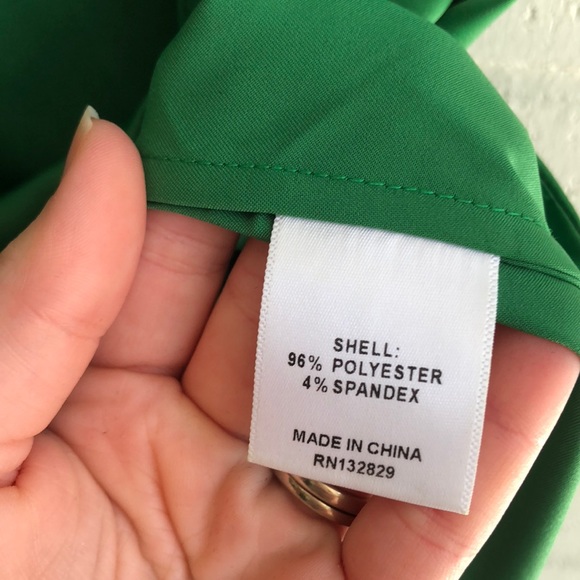 SHELL:
96% POLYESTER
4% SPANDEX
MADE IN CHINA
RN132829